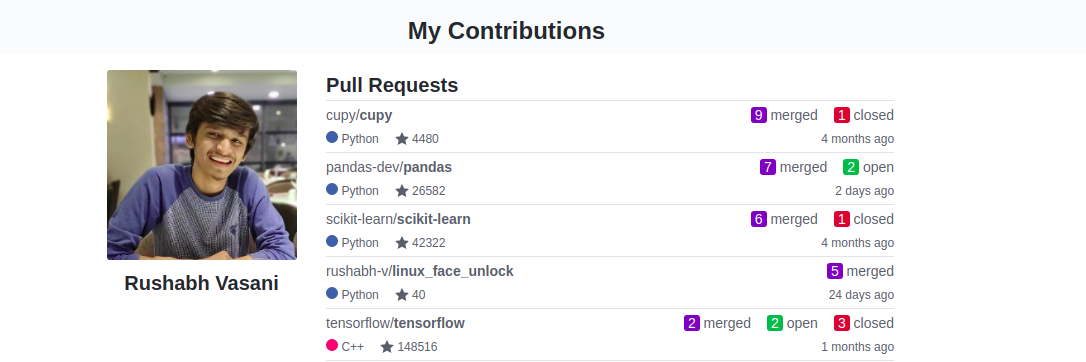 My Contributions
Rushabh Vasani
Pull Requests
cupy/cupy 9 merged 1 closed
Python 4480 4 months ago
pandas-dev/pandas 7 merged 2 open
Python 26582 2 days ago
scikit-learn/scikit-learn 6 merged 1 closed
Python 42322 4 months ago
rushabh-v/linux_face_unlock 5 merged
Python 40 24 days ago
tensorflow/tensorflow 2 merged 2 open 3 closed
C++ 148516 1 months ago